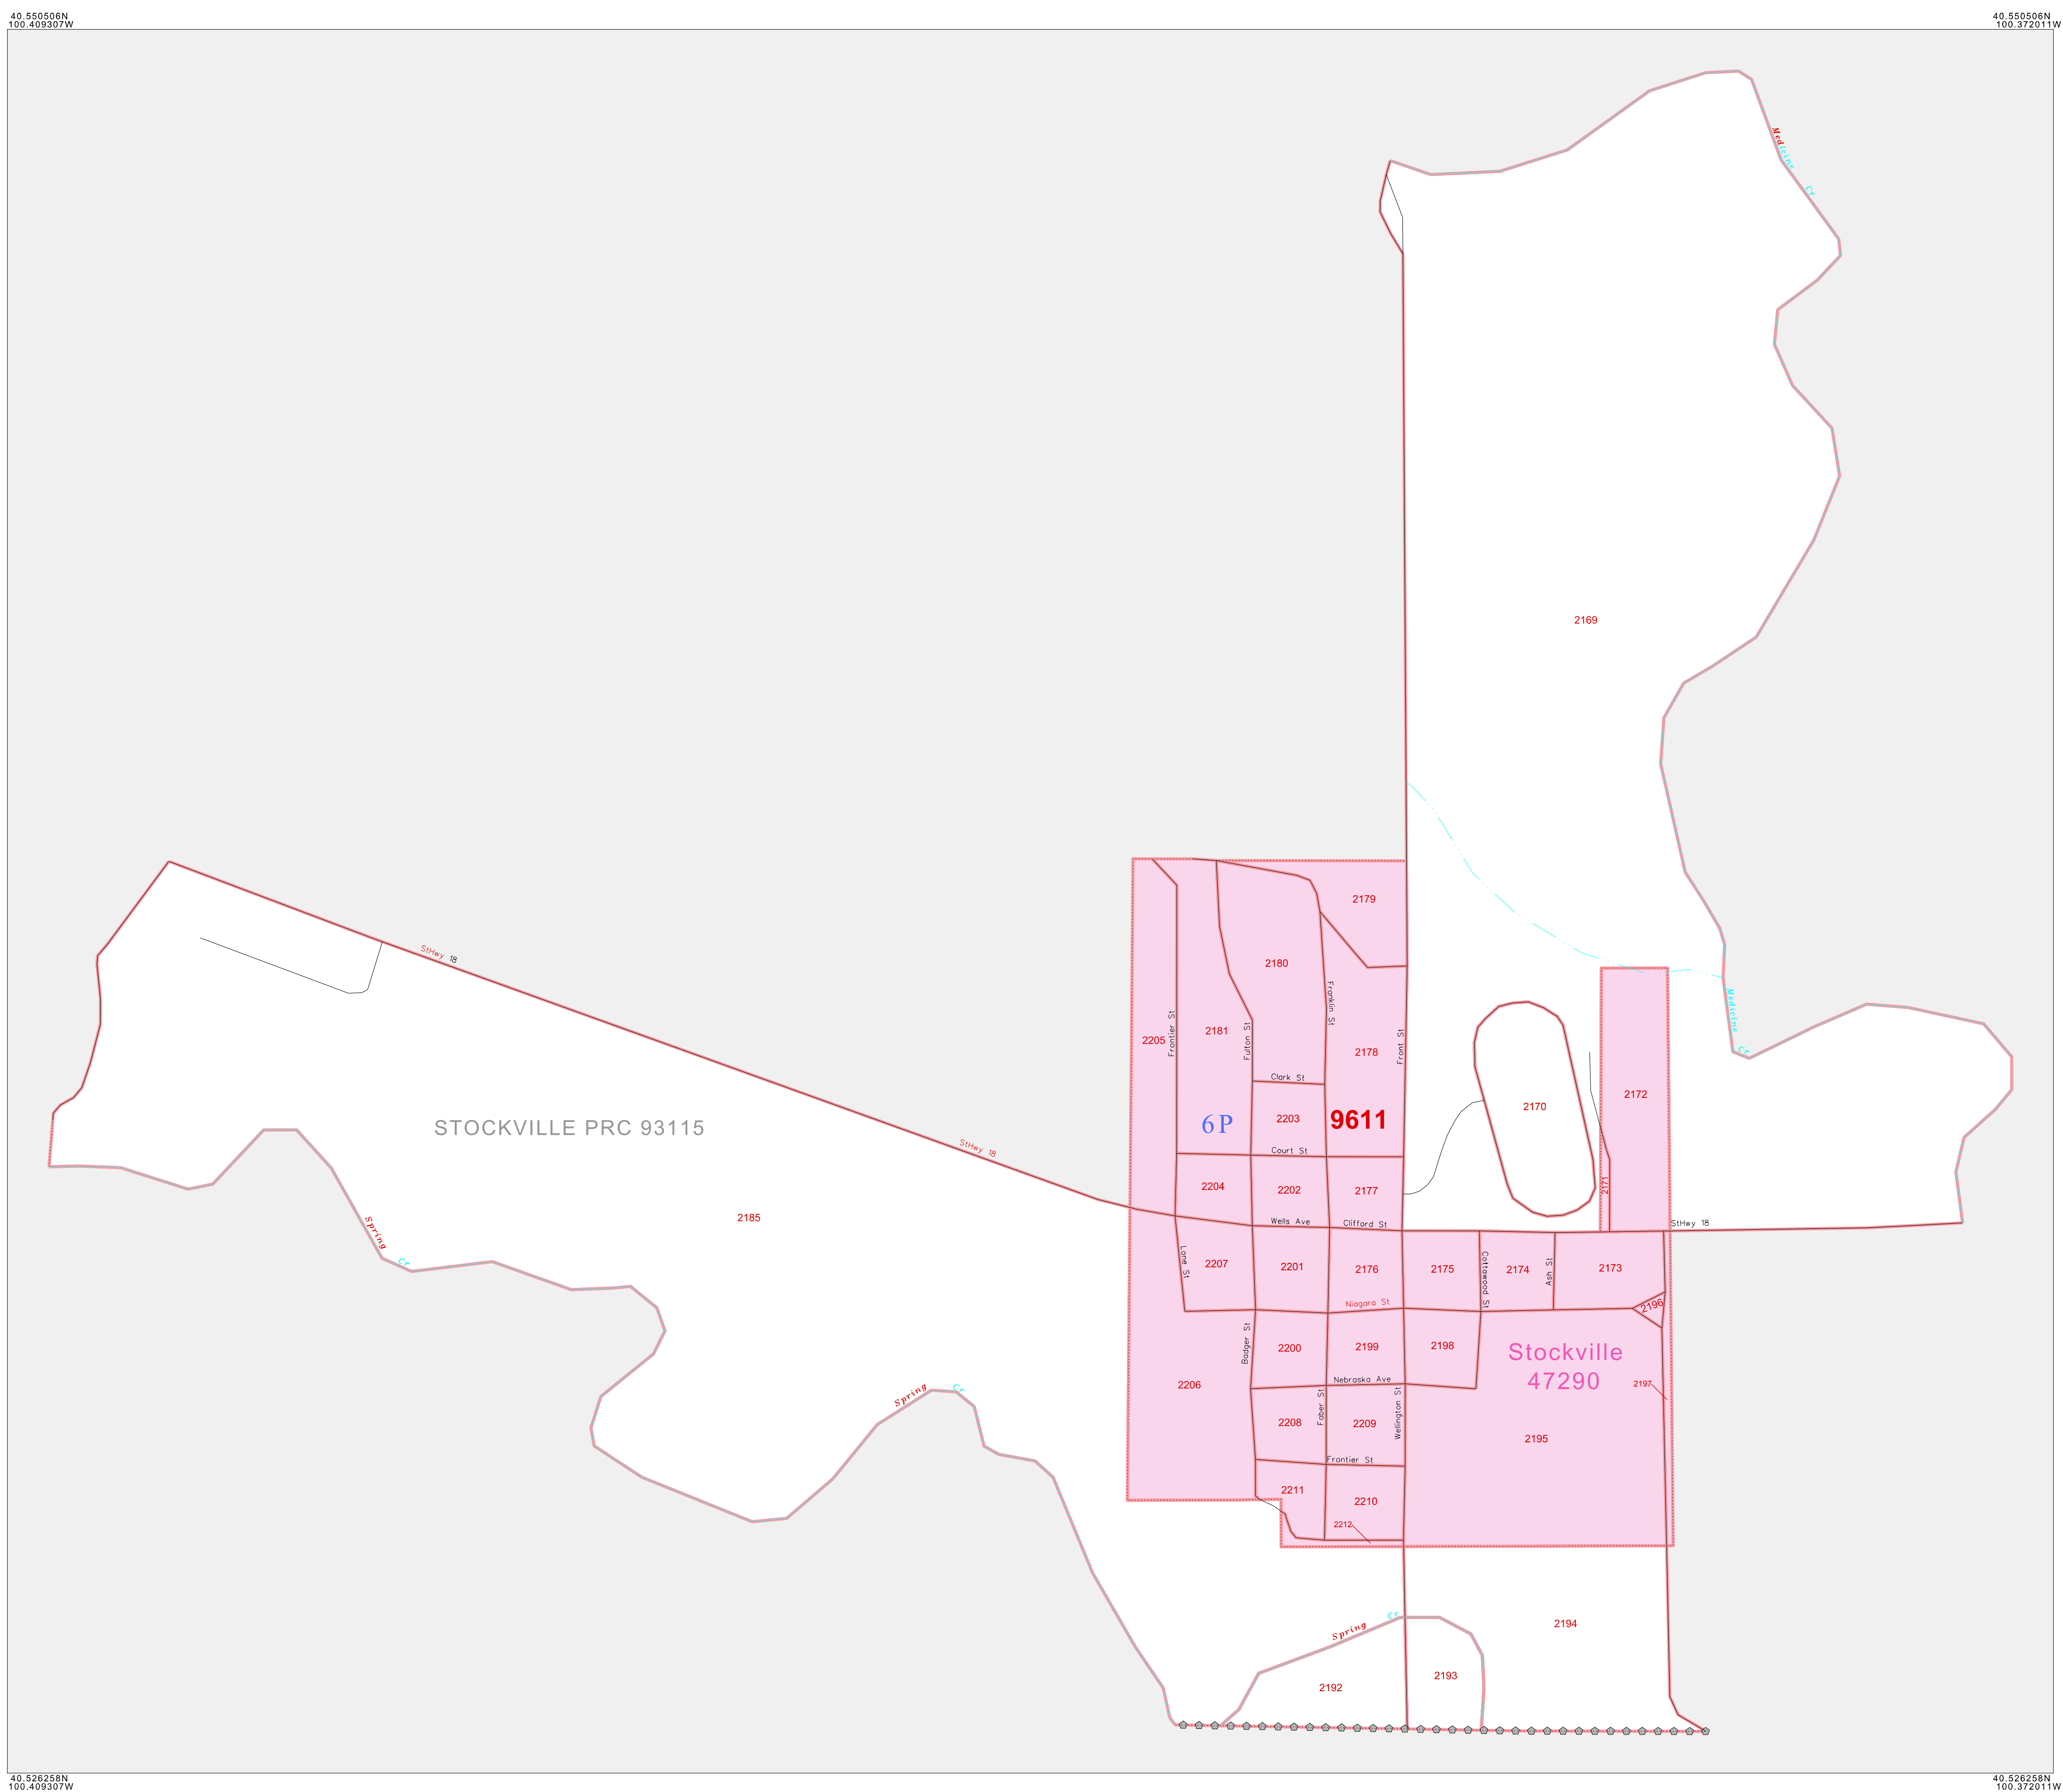 40.550506N
100.409307W
40.550506N
100.372011W
Medicine
Cr
2169
2179
StHwy 18
2180
Franklin St
2181
2205
Frontier St
Fulton St
2178
Front St
Medicine
Cr
Clark St
2172
2170
2203
9611
6P
STOCKVILLE PRC 93115
StHwy 18
Court St
2204
2202
2177
2171
2185
Wells Ave
Clifford St
StHwy 18
Spring
Cr
Lane St
2207
2201
2176
2175
Cottowood St
2174
Ash St
2173
Niagara St
2196
Badger St
2200
2199
2198
Stockville
47290
Nebraska Ave
2206
2197
Spring
Cr
Faber St
Wellington St
2208
2209
2195
Frontier St
2211
2210
2212
Spring
Cr
2194
2193
2192
40.526258N
100.409307W
40.526258N
100.372011W